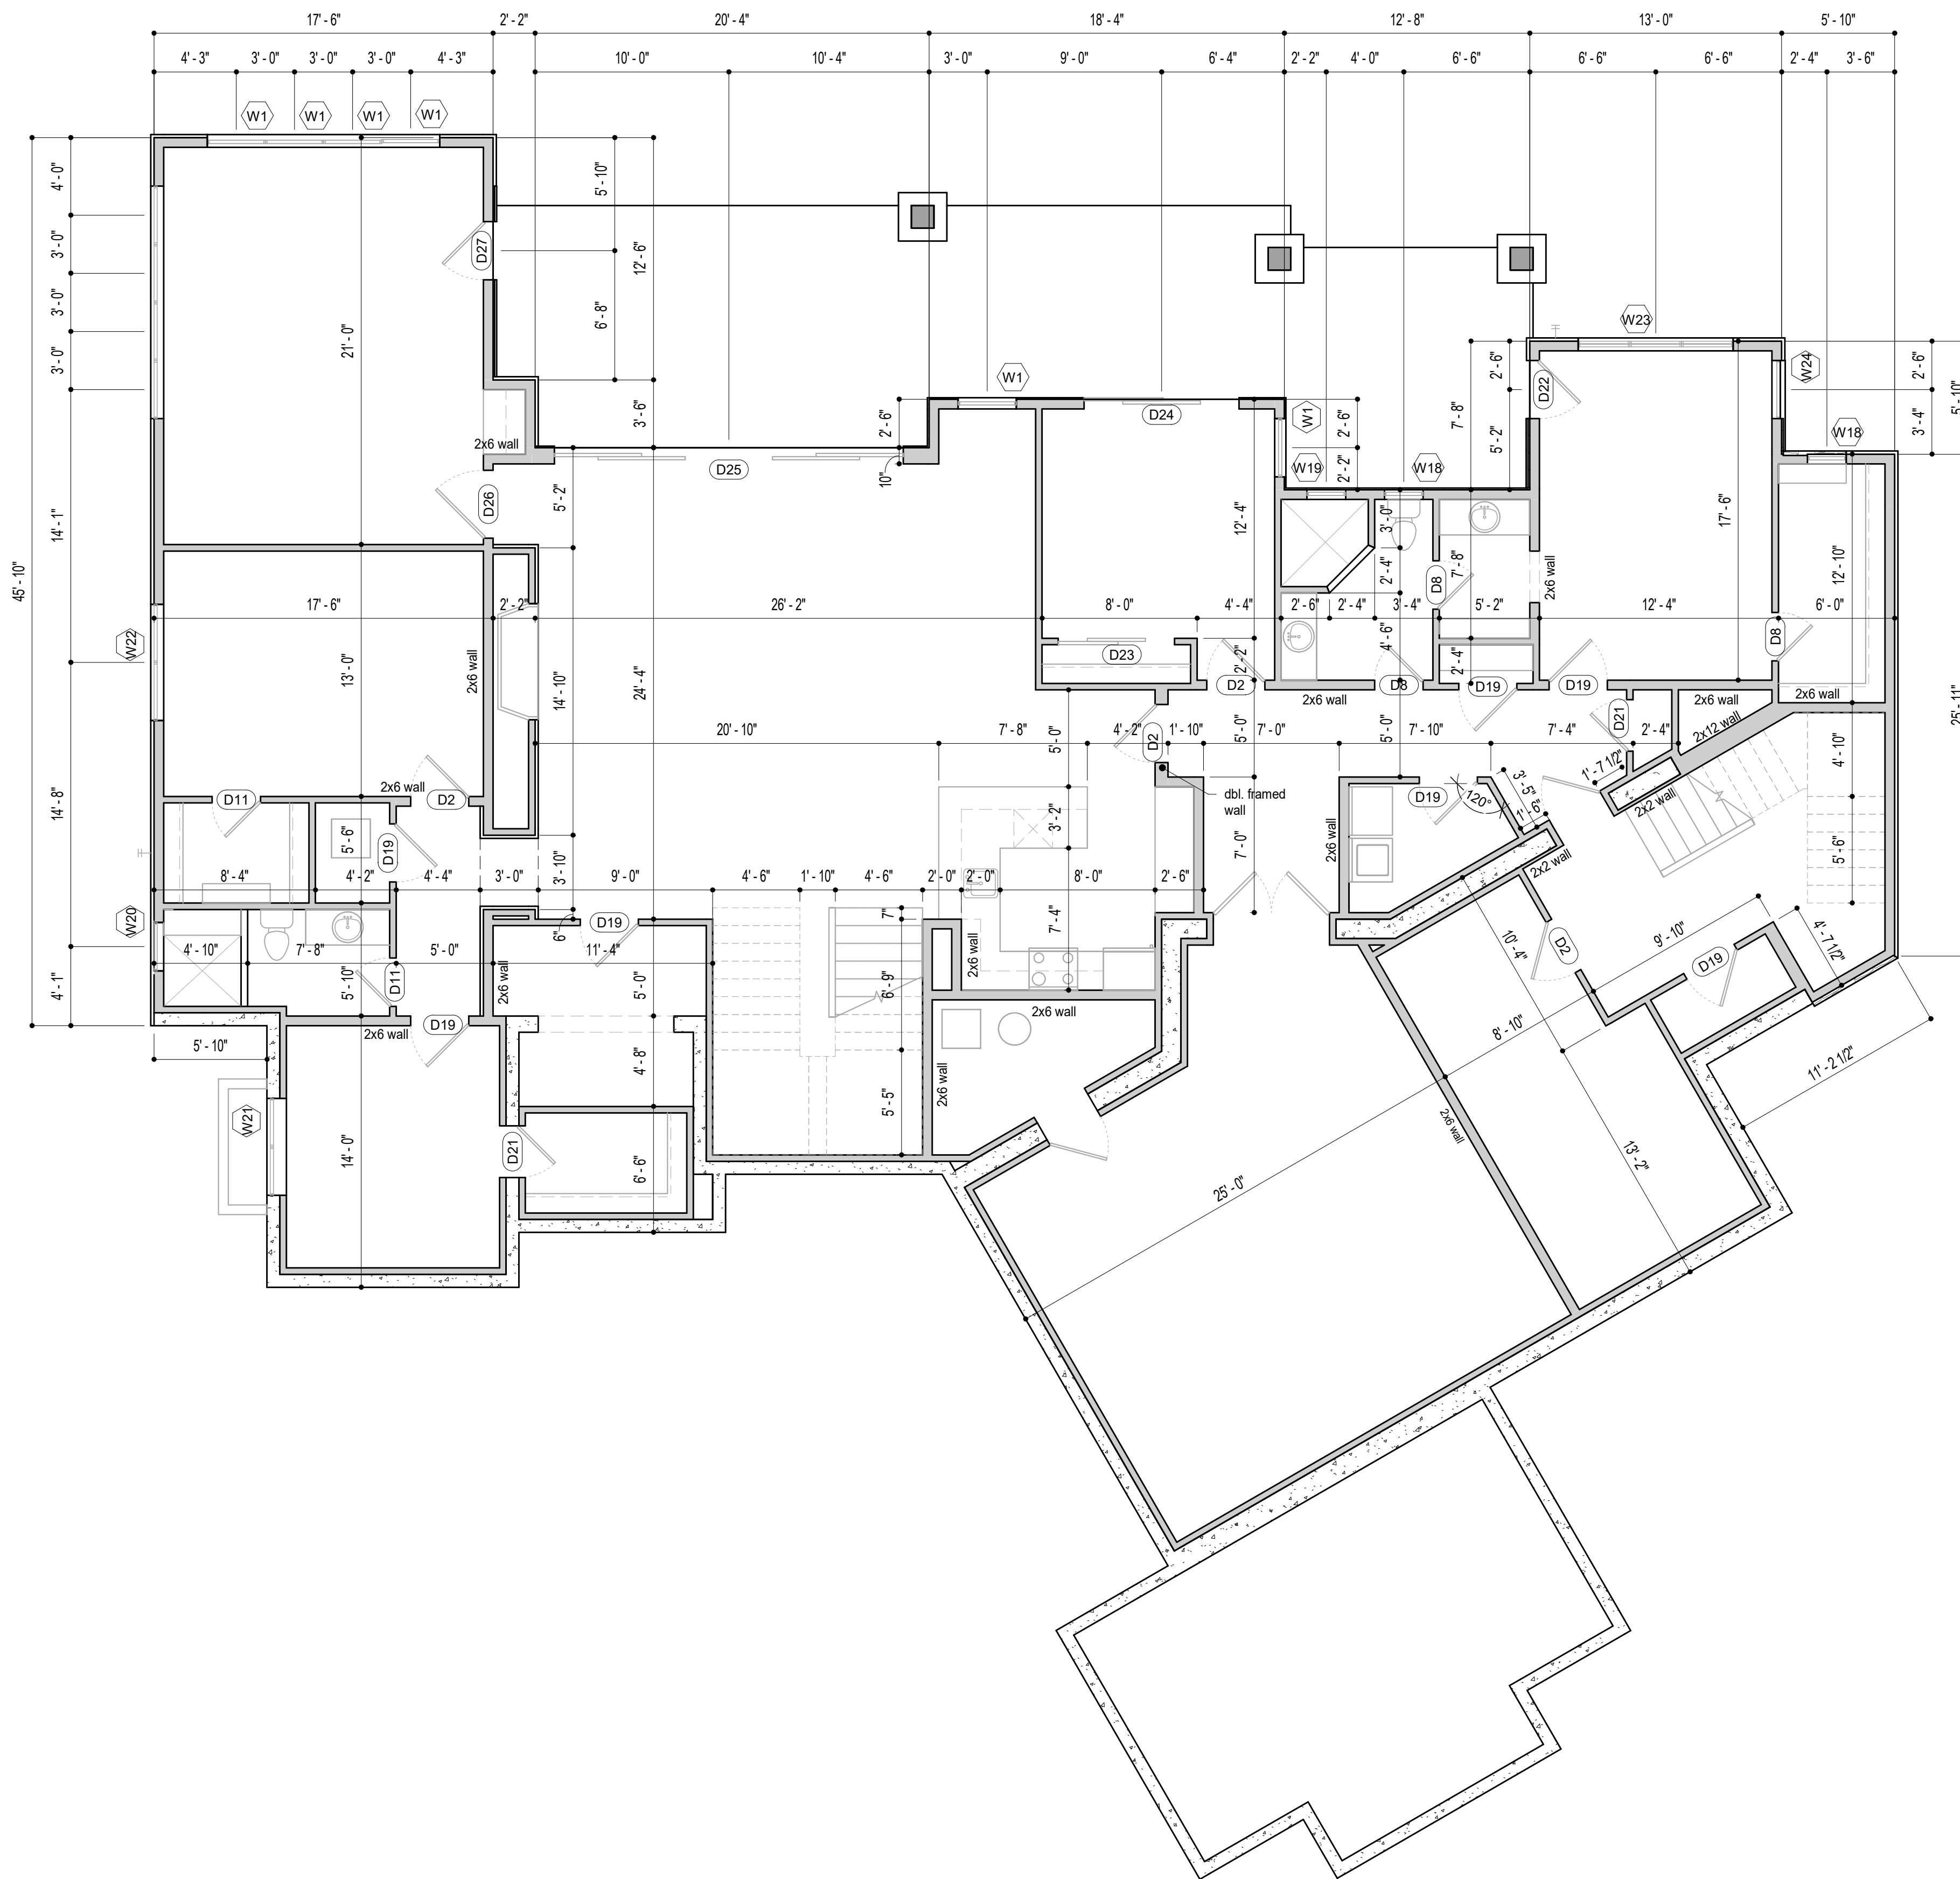 17' - 6" 2' - 2" 20' - 4" 18' - 4" 12' - 8" 13' - 0" 5' - 10"
4' - 3" 3' - 0" 3' - 0" 3' - 0" 4' - 3" 10' - 0" 10' - 4" 3' - 0" 9' - 0" 6' - 4" 2' - 2" 4' - 0" 6' - 6" 6' - 6" 6' - 6" 2' - 4" 3' - 6"
W1 W1 W1 W1
4' - 0" 5' - 10"
3' - 0" D27 12' - 6"
3' - 0" 6' - 8"
3' - 0" 21' - 0"
W23
2' - 6" D22 W24 2' - 6" 5' - 10"
W1
3' - 6" 2' - 6" D24 W1 2' - 6" 7' - 8" 5' - 2" 3' - 4"
2x6 wall W18
D25 10" W19 2' - 2" W18
14' - 1" D26 5' - 2" 12' - 4" 3' - 0" 17' - 6"
45' - 10"
2' - 4" 7' - 8" D8 2x6 wall 12' - 10"
17' - 6" 2' - 2" 26' - 2" 8' - 0" 4' - 4" 2' - 6" 2' - 4" 3' - 4" 5' - 2" 12' - 4" 6' - 0"
W22 D23 4' - 6" D8
13' - 0" 2x6 wall 14' - 10" 24' - 4" 2' - 2" 2' - 4"
D2 D8 D19 D19
2x6 wall 2x6 wall 2x6 wall
25' - 11"
20' - 10" 7' - 8" 4' - 2" 1' - 10" 7' - 0" 7' - 10" 7' - 4" 2' - 4"
5' - 0" D2 5' - 0" 5' - 0" D21 2x12 wall 4' - 10"
1' - 7 1/2"
2x6 wall
D11 D2 dbl. framed
wall
D19 120° 3' - 5" 1' - 6" 2x2 wall
14' - 8" 5' - 6" D19 3' - 2" 7' - 0" 2x6 wall 2x2 wall 5' - 6"
3' - 10"
8' - 4" 4' - 2" 4' - 4" 3' - 0" 9' - 0" 4' - 6" 1' - 10" 4' - 6" 2' - 0" 2' - 0" 8' - 0" 2' - 6"
W20 6" D19 7" 7' - 4"
4' - 10" 7' - 8" 5' - 0" 11' - 4"
10' - 4" D2 9' - 10" D19 4' - 7 1/2"
4' - 1" 5' - 10" D11 2x6 wall 5' - 0" 6' - 9" 2x6 wall
2x6 wall D19 2x6 wall 8' - 10"
5' - 10" 4' - 8" 2x6 wall 11' - 2 1/2"
W21 5' - 5" 2x6 wall
14' - 0" D21 6' - 6" 13' - 2"
25' - 0"